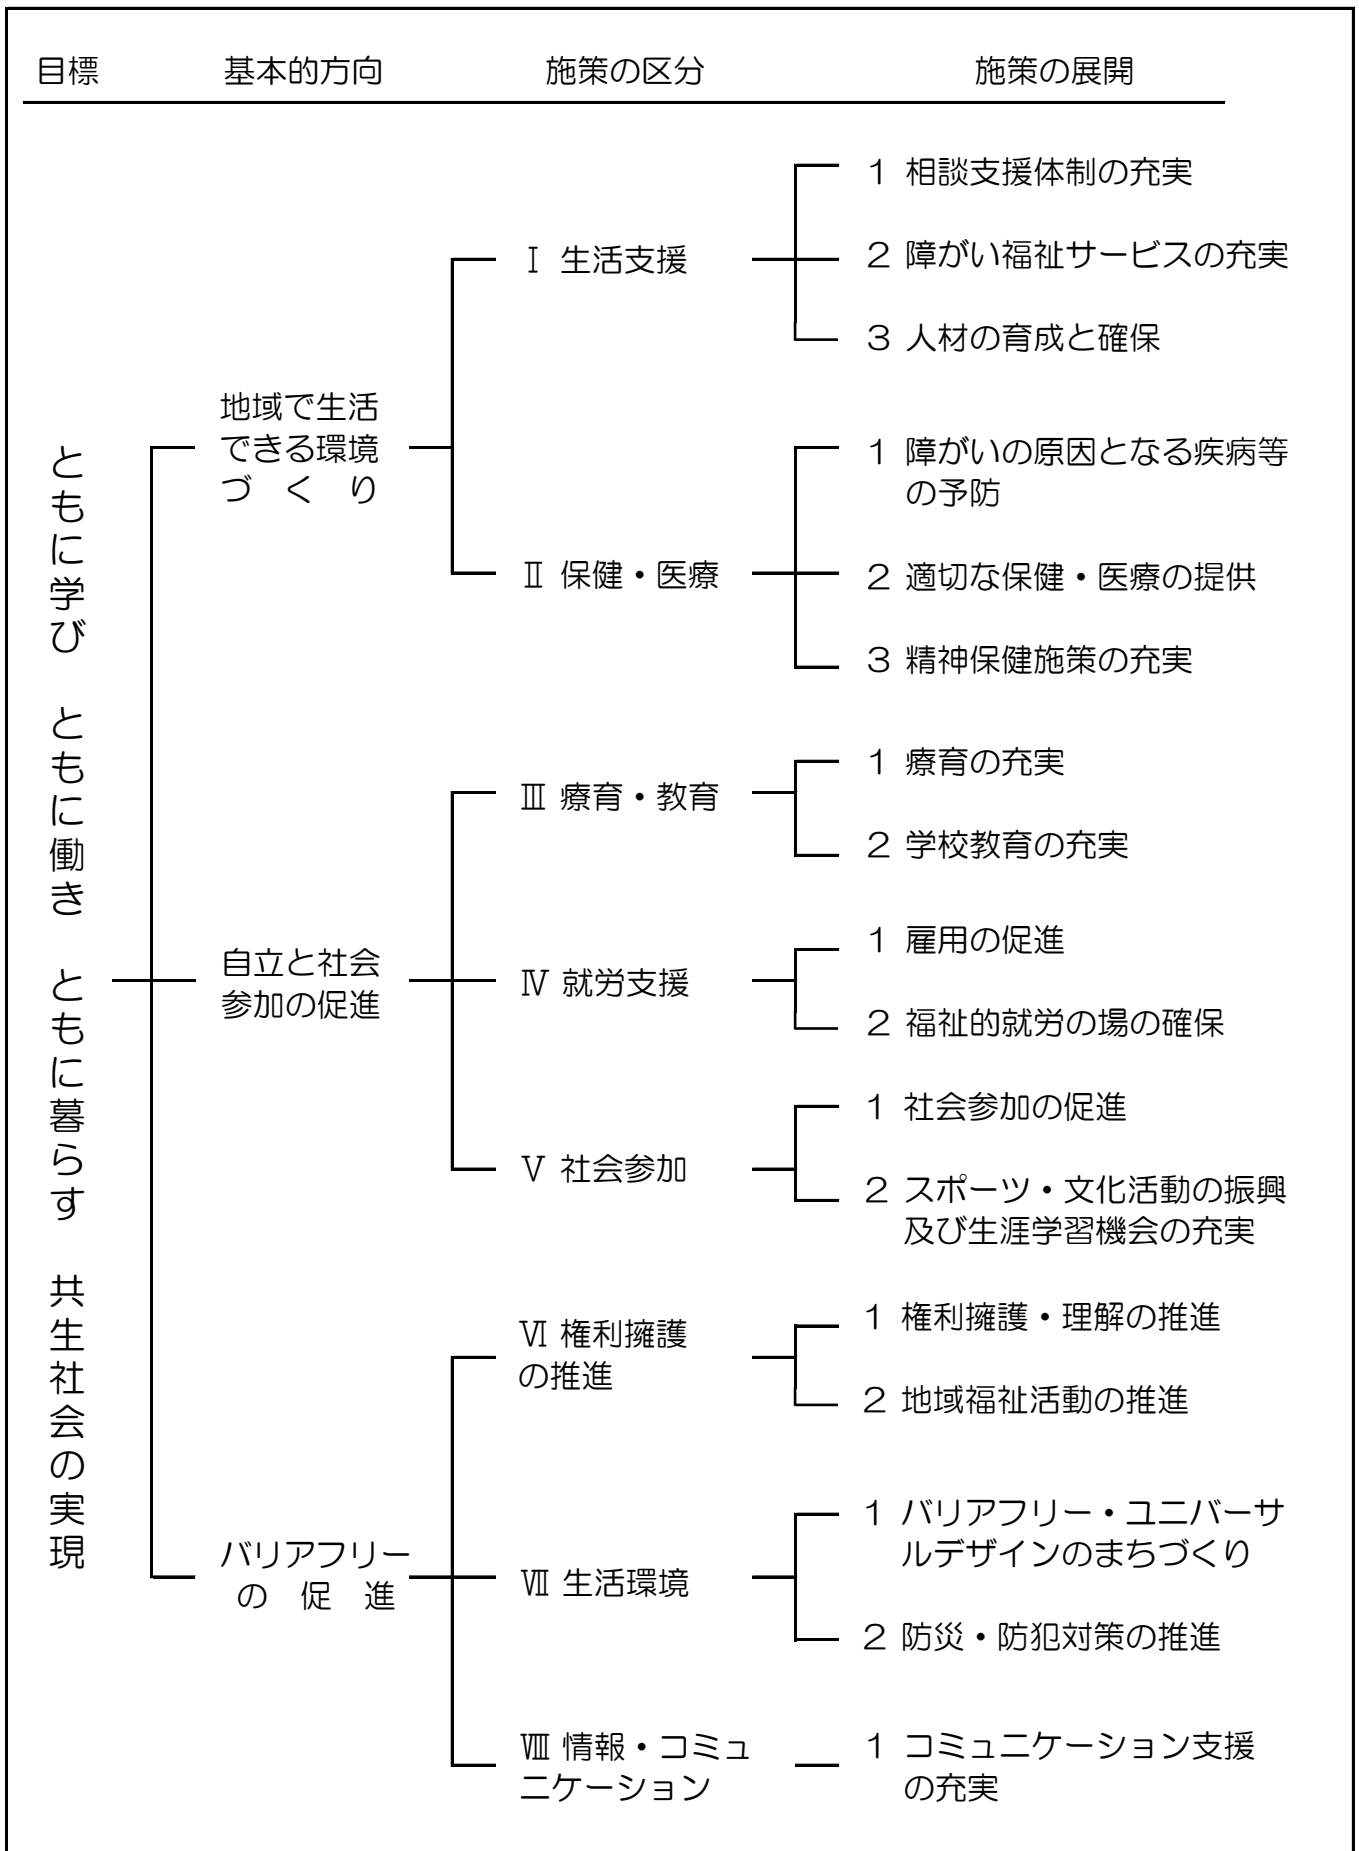 目標 基本的方向 施策の区分 施策の展開
ともに学び ともに働き ともに暮らす 共生社会の実現
地域で生活
できる環境
づくり
Ⅰ 生活支援
1 相談支援体制の充実
2 障がい福祉サービスの充実
3 人材の育成と確保
Ⅱ 保健・医療
1 障がいの原因となる疾病等
の予防
2 適切な保健・医療の提供
3 精神保健施策の充実
自立と社会
参加の促進
Ⅲ 療育・教育
1 療育の充実
2 学校教育の充実
Ⅳ 就労支援
1 雇用の促進
2 福祉的就労の場の確保
Ⅴ 社会参加
1 社会参加の促進
2 スポーツ・文化活動の振興
及び生涯学習機会の充実
バリアフリー
の促進
Ⅵ 権利擁護
の推進
1 権利擁護・理解の推進
2 地域福祉活動の推進
Ⅶ 生活環境
1 バリアフリー・ユニバーサ
ルデザインのまちづくり
2 防災・防犯対策の推進
Ⅷ 情報・コミュ
ニケーション
1 コミュニケーション支援
の充実